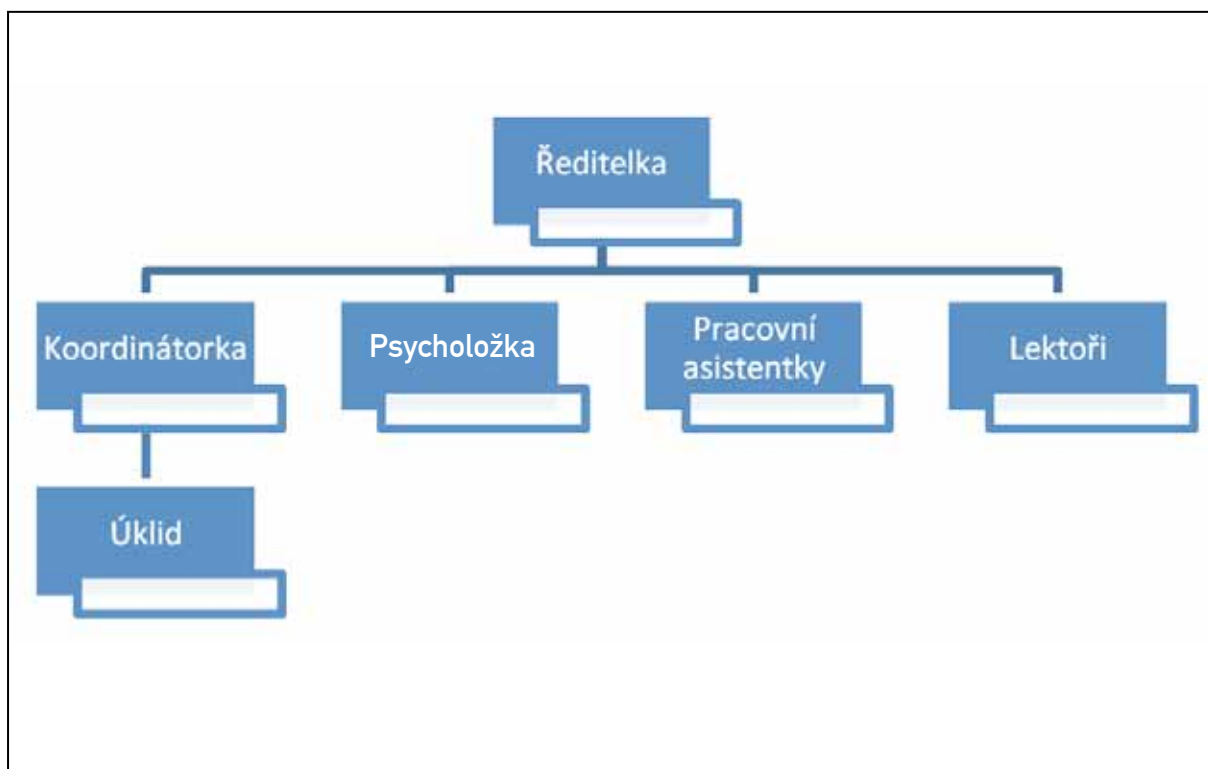 Ředitelka
Koordinátorka
Psycholožka
Pracovní
asistentky
Lektoři
Úklid